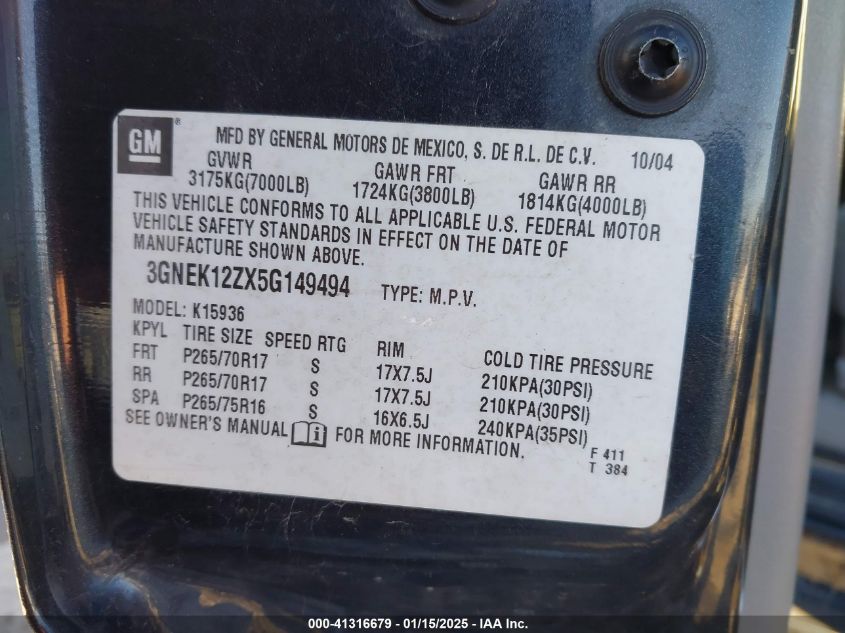 GM ® MFD BY GENERAL MOTORS DE MEXICO, S. DE R.L. DE C.V. 10/04
GVWR GAWR FRT GAWR RR
3175KG(7000LB) 1724KG(3800LB) 1814KG(4000LB)
THIS VEHICLE CONFORMS TO ALL APPLICABLE U.S. FEDERAL MOTOR
VEHICLE SAFETY STANDARDS IN EFFECT ON THE DATE OF
MANUFACTURE SHOWN ABOVE.
3GNEK12ZX5G149494 TYPE: M.P.V.
MODEL: K15936
KPYL TIRE SIZE SPEED RTG RIM COLD TIRE PRESSURE
FRT P265/70R17 S 17X7.5J 210KPA(30PSI)
RR P265/70R17 S 17X7.5J 210KPA(30PSI)
SPA P265/75R16 S 16X6.5J 240KPA(35PSI)
SEE OWNER'S MANUAL i FOR MORE INFORMATION.
F 411
T 384
000-41316679 - 01/15/2025 - IAA Inc.